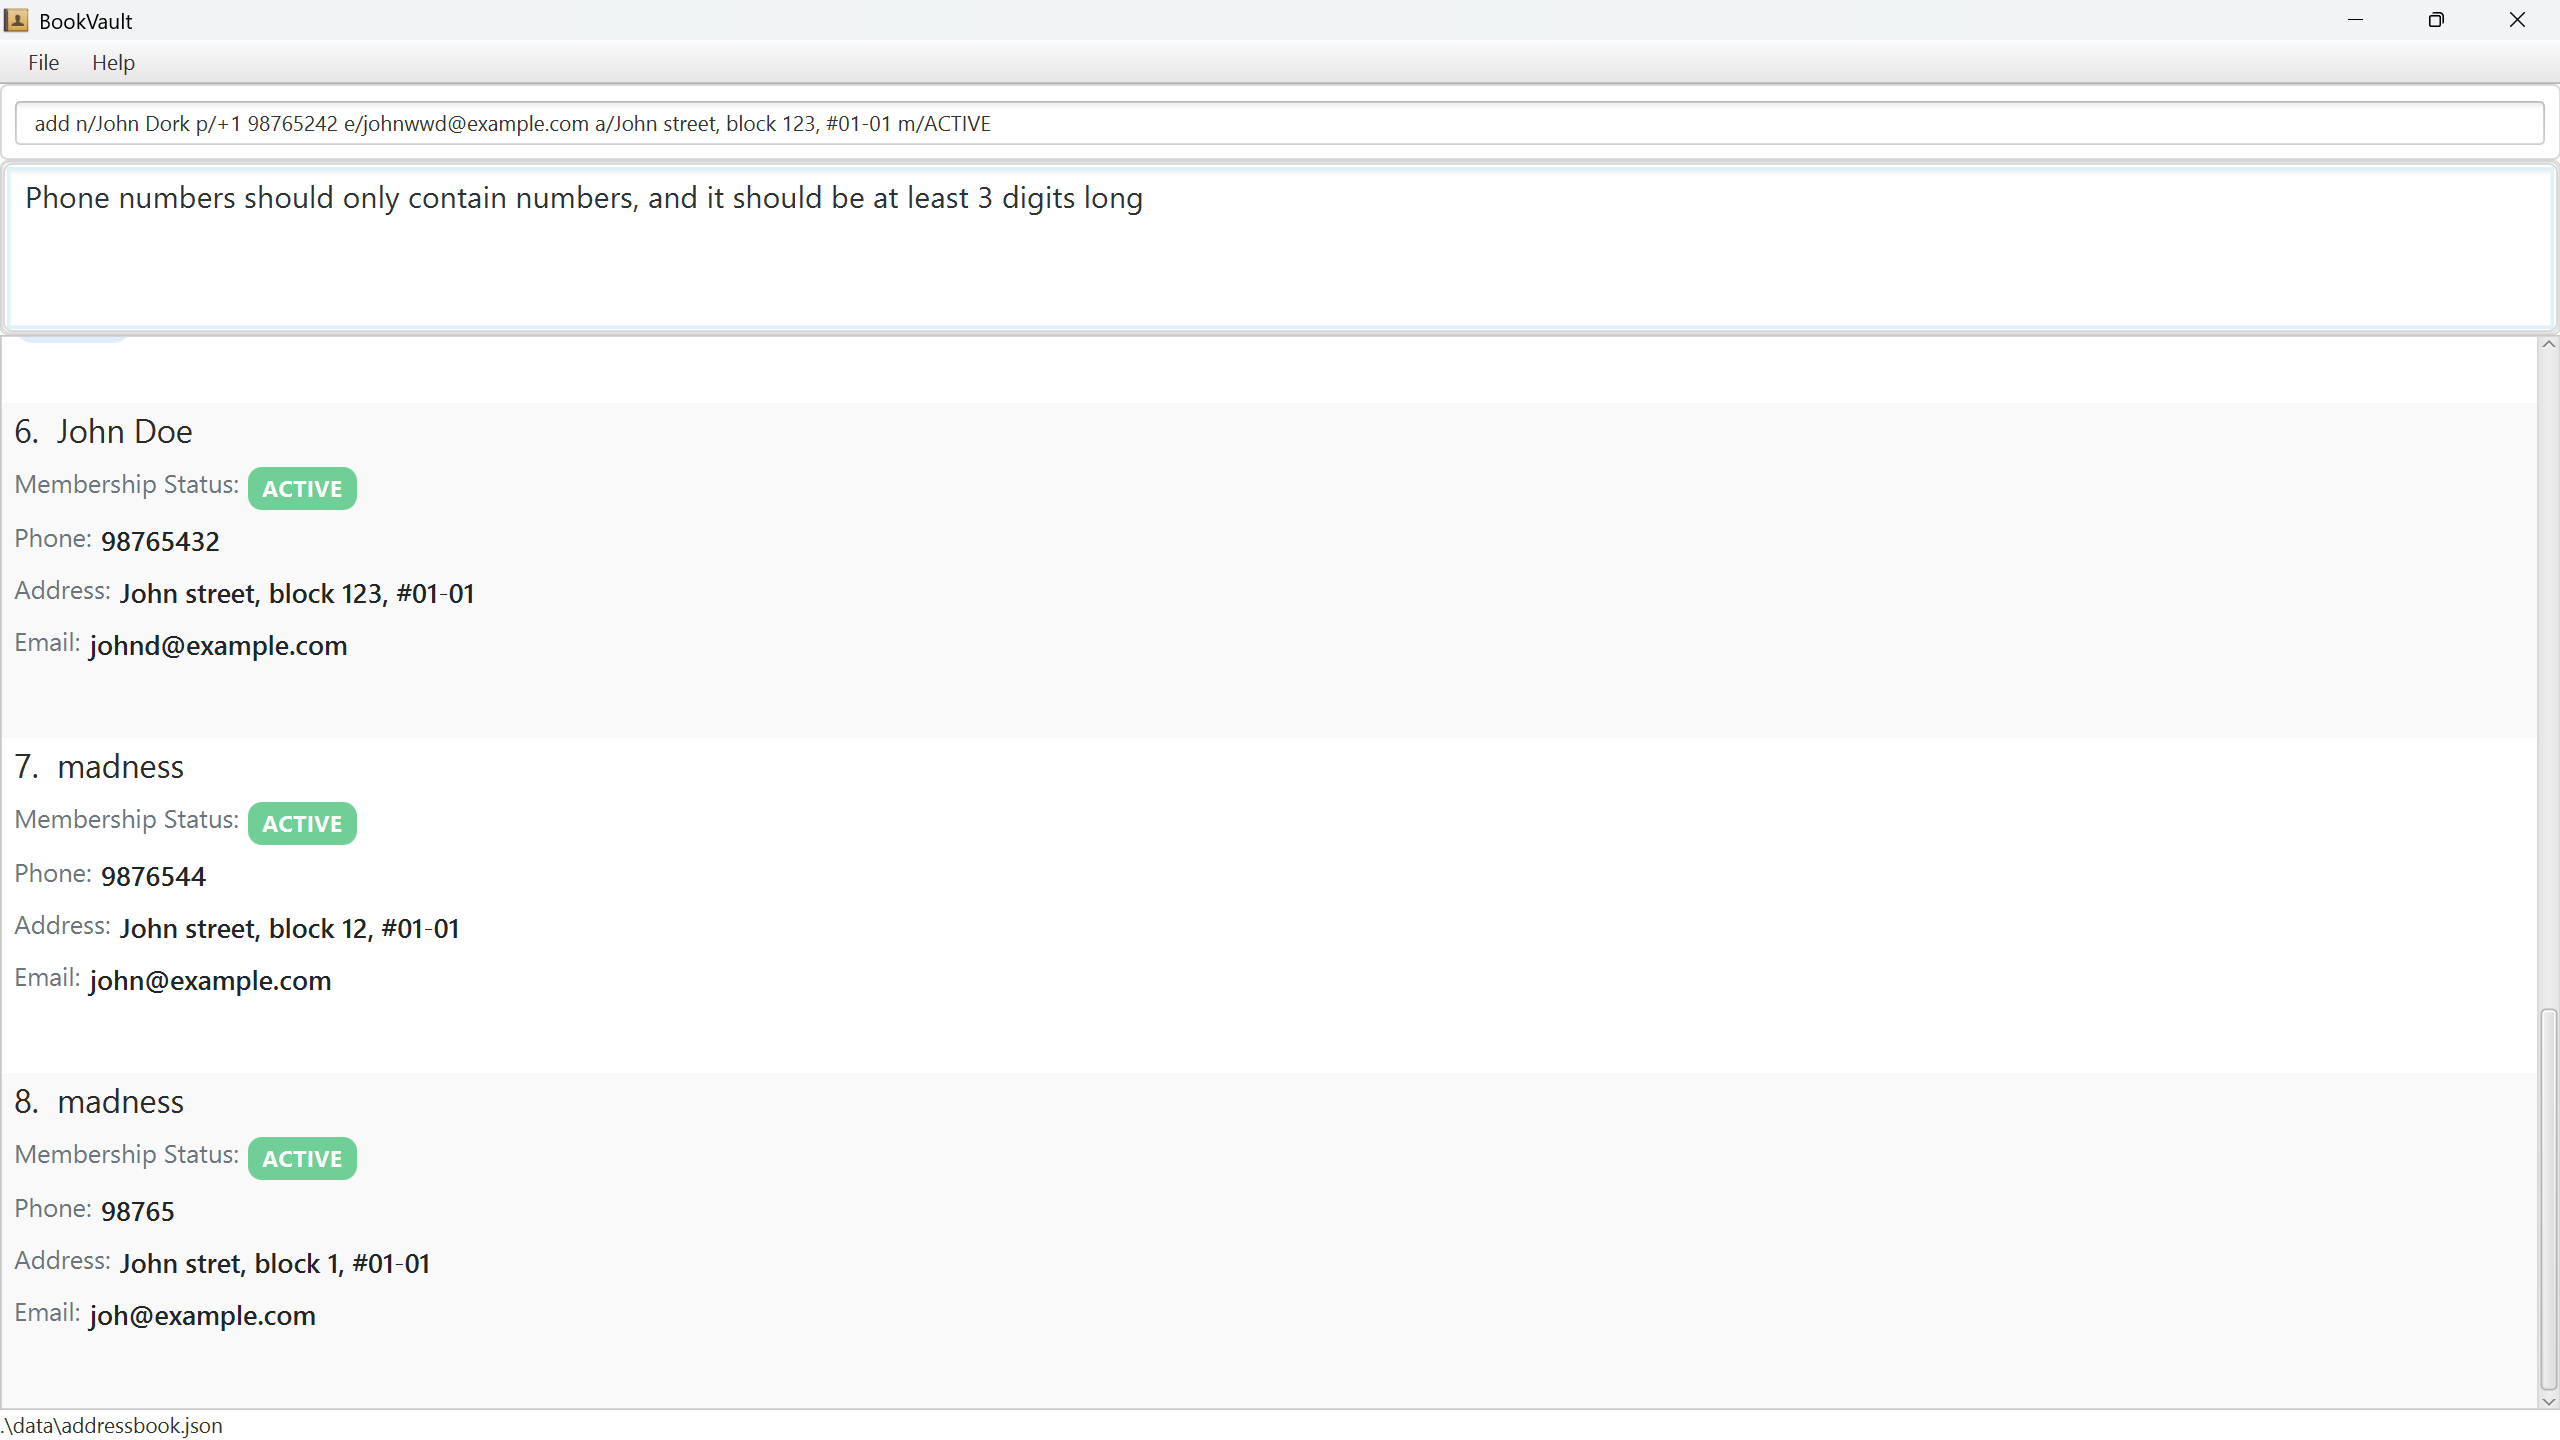 BookVault
File Help
add n/John Dork p/+1 98765242 e/johnwwd@example.com a/John street, block 123, #01-01 m/ACTIVE
Phone numbers should only contain numbers, and it should be at least 3 digits long
6. John Doe
Membership Status: ACTIVE
Phone: 98765432
Address: John street, block 123, #01-01
Email: johnd@example.com
7. madness
Membership Status: ACTIVE
Phone: 9876544
Address: John street, block 12, #01-01
Email: john@example.com
8. madness
Membership Status: ACTIVE
Phone: 98765
Address: John stret, block 1, #01-01
Email: joh@example.com
.\data\addressbook.json